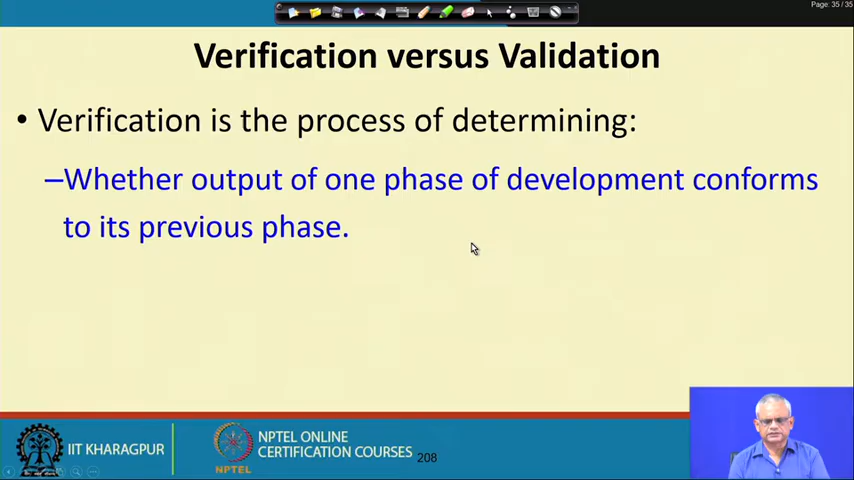 Page: 35 / 35
Verification versus Validation
• Verification is the process of determining:
–Whether output of one phase of development conforms
to its previous phase.
IIT KHARAGPUR
NPTEL
NPTEL ONLINE
CERTIFICATION COURSES
208